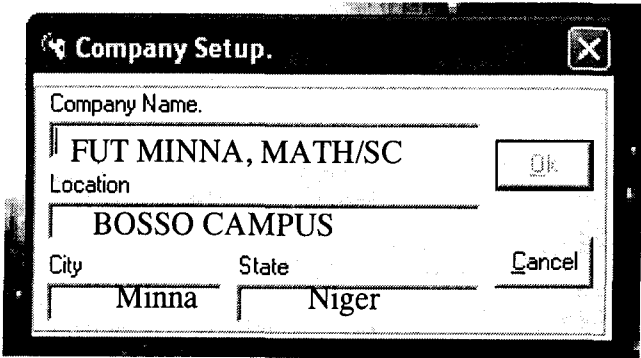 Company Setup.
Company Name.
FUT MINNA, MATH/SC
Ok
Location
BOSSO CAMPUS
City State Cancel
Minna Niger